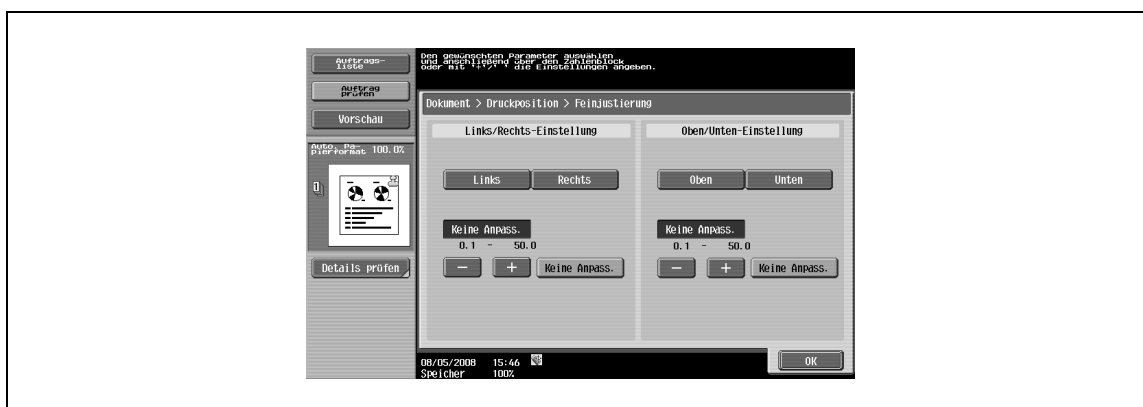 Auftrags-
liste
Auftrag
prüfen
Vorschau
Auto. Pa-
pierformat 100.0%
1
Details prüfen
Den gewünschten Parameter auswählen
und anschließend über den Zahlenblock
oder mit '+'/' ' die Einstellungen angeben.
Dokument > Druckposition > Feinjustierung
Links/Rechts-Einstellung
Links Rechts
Keine Anpass.
0.1 - 50.0
− + Keine Anpass.
Oben/Unten-Einstellung
Oben Unten
Keine Anpass.
0.1 - 50.0
− + Keine Anpass.
08/05/2008 15:46
Speicher 100%
OK